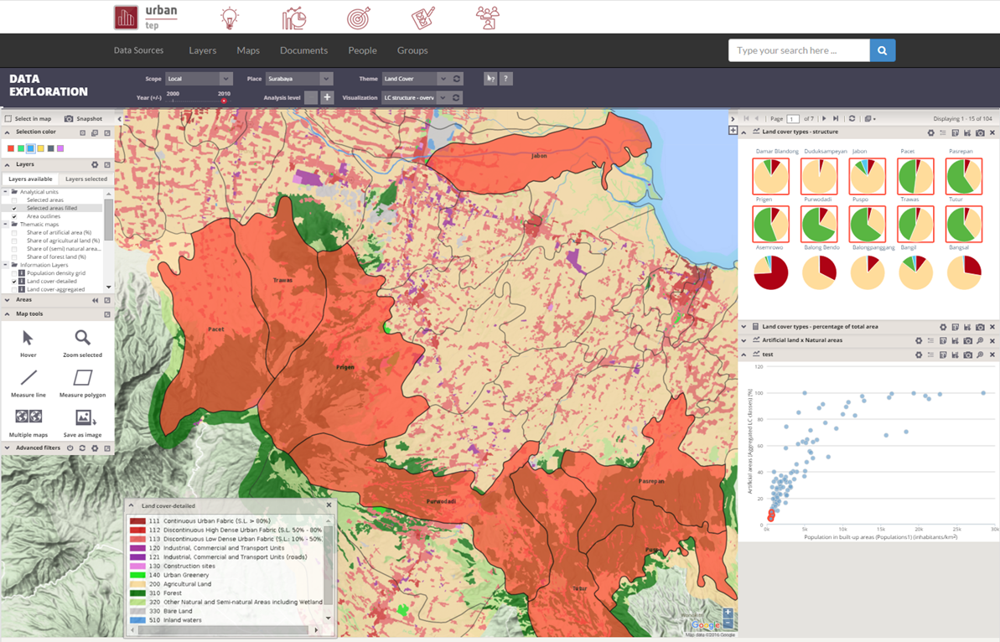 urban
tep
Data Sources Layers Maps Documents People Groups
Type your search here ...
DATA
EXPLORATION
Scope Local Place Surabaya Theme Land Cover ?
Year (+/-) 2000 2010 Analysis level + Visualization LC structure - overv
Select in map Snapshot
Selection color
Layers
Layers available Layers selected
Analytical units
Selected areas
Selected areas filled
Area outlines
Thematic maps
Share of artificial area (%)
Share of agricultural land (%)
Share of (semi) natural area...
Share of forest land (%)
Information Layers
Population density grid
Land cover-detailed
Land cover-aggregated
Areas
Map tools
Hover Zoom selected
Measure line Measure polygon
Multiple maps Save as image
Advanced filters
Jabon
Trawas
Pacet
Prigen
Purwodadi
Pasrepan
Tutur
Land cover-detailed
111 Continuous Urban Fabric (S.L. > 80%)
112 Discontinuous High Dense Urban Fabric (S.L. 50% - 80%
113 Discontinuous Low Dense Urban Fabric (S.L. 10% - 50%
120 Industrial, Commercial and Transport Units
121 Industrial, Commercial and Transport Units (roads)
130 Construction sites
140 Urban Greenery
200 Agricultural Land
310 Forest
320 Other Natural and Semi-natural Areas including Wetland
330 Bare Land
510 Inland waters
Google
Map data ©2016 Google
Page 1 of 7 Displaying 1 - 15 of 104
Land cover types - structure
Damar Blandong Duduksampeyan Jabon Pacet Pasrepan
Prigen Purwodadi Puspo Trawas Tutur
Asemrowo Balong Bendo Balongpanggang Bangil Bangsal
Land cover types - percentage of total area
Artificial land x Natural areas
test
Artificial areas (Aggregated LC classes) (%)
120
100
80
60
40
20
0
0k 5k 10k 15k 20k 25k 30k
Population in built-up areas (Populations1) (inhabitants/km²)